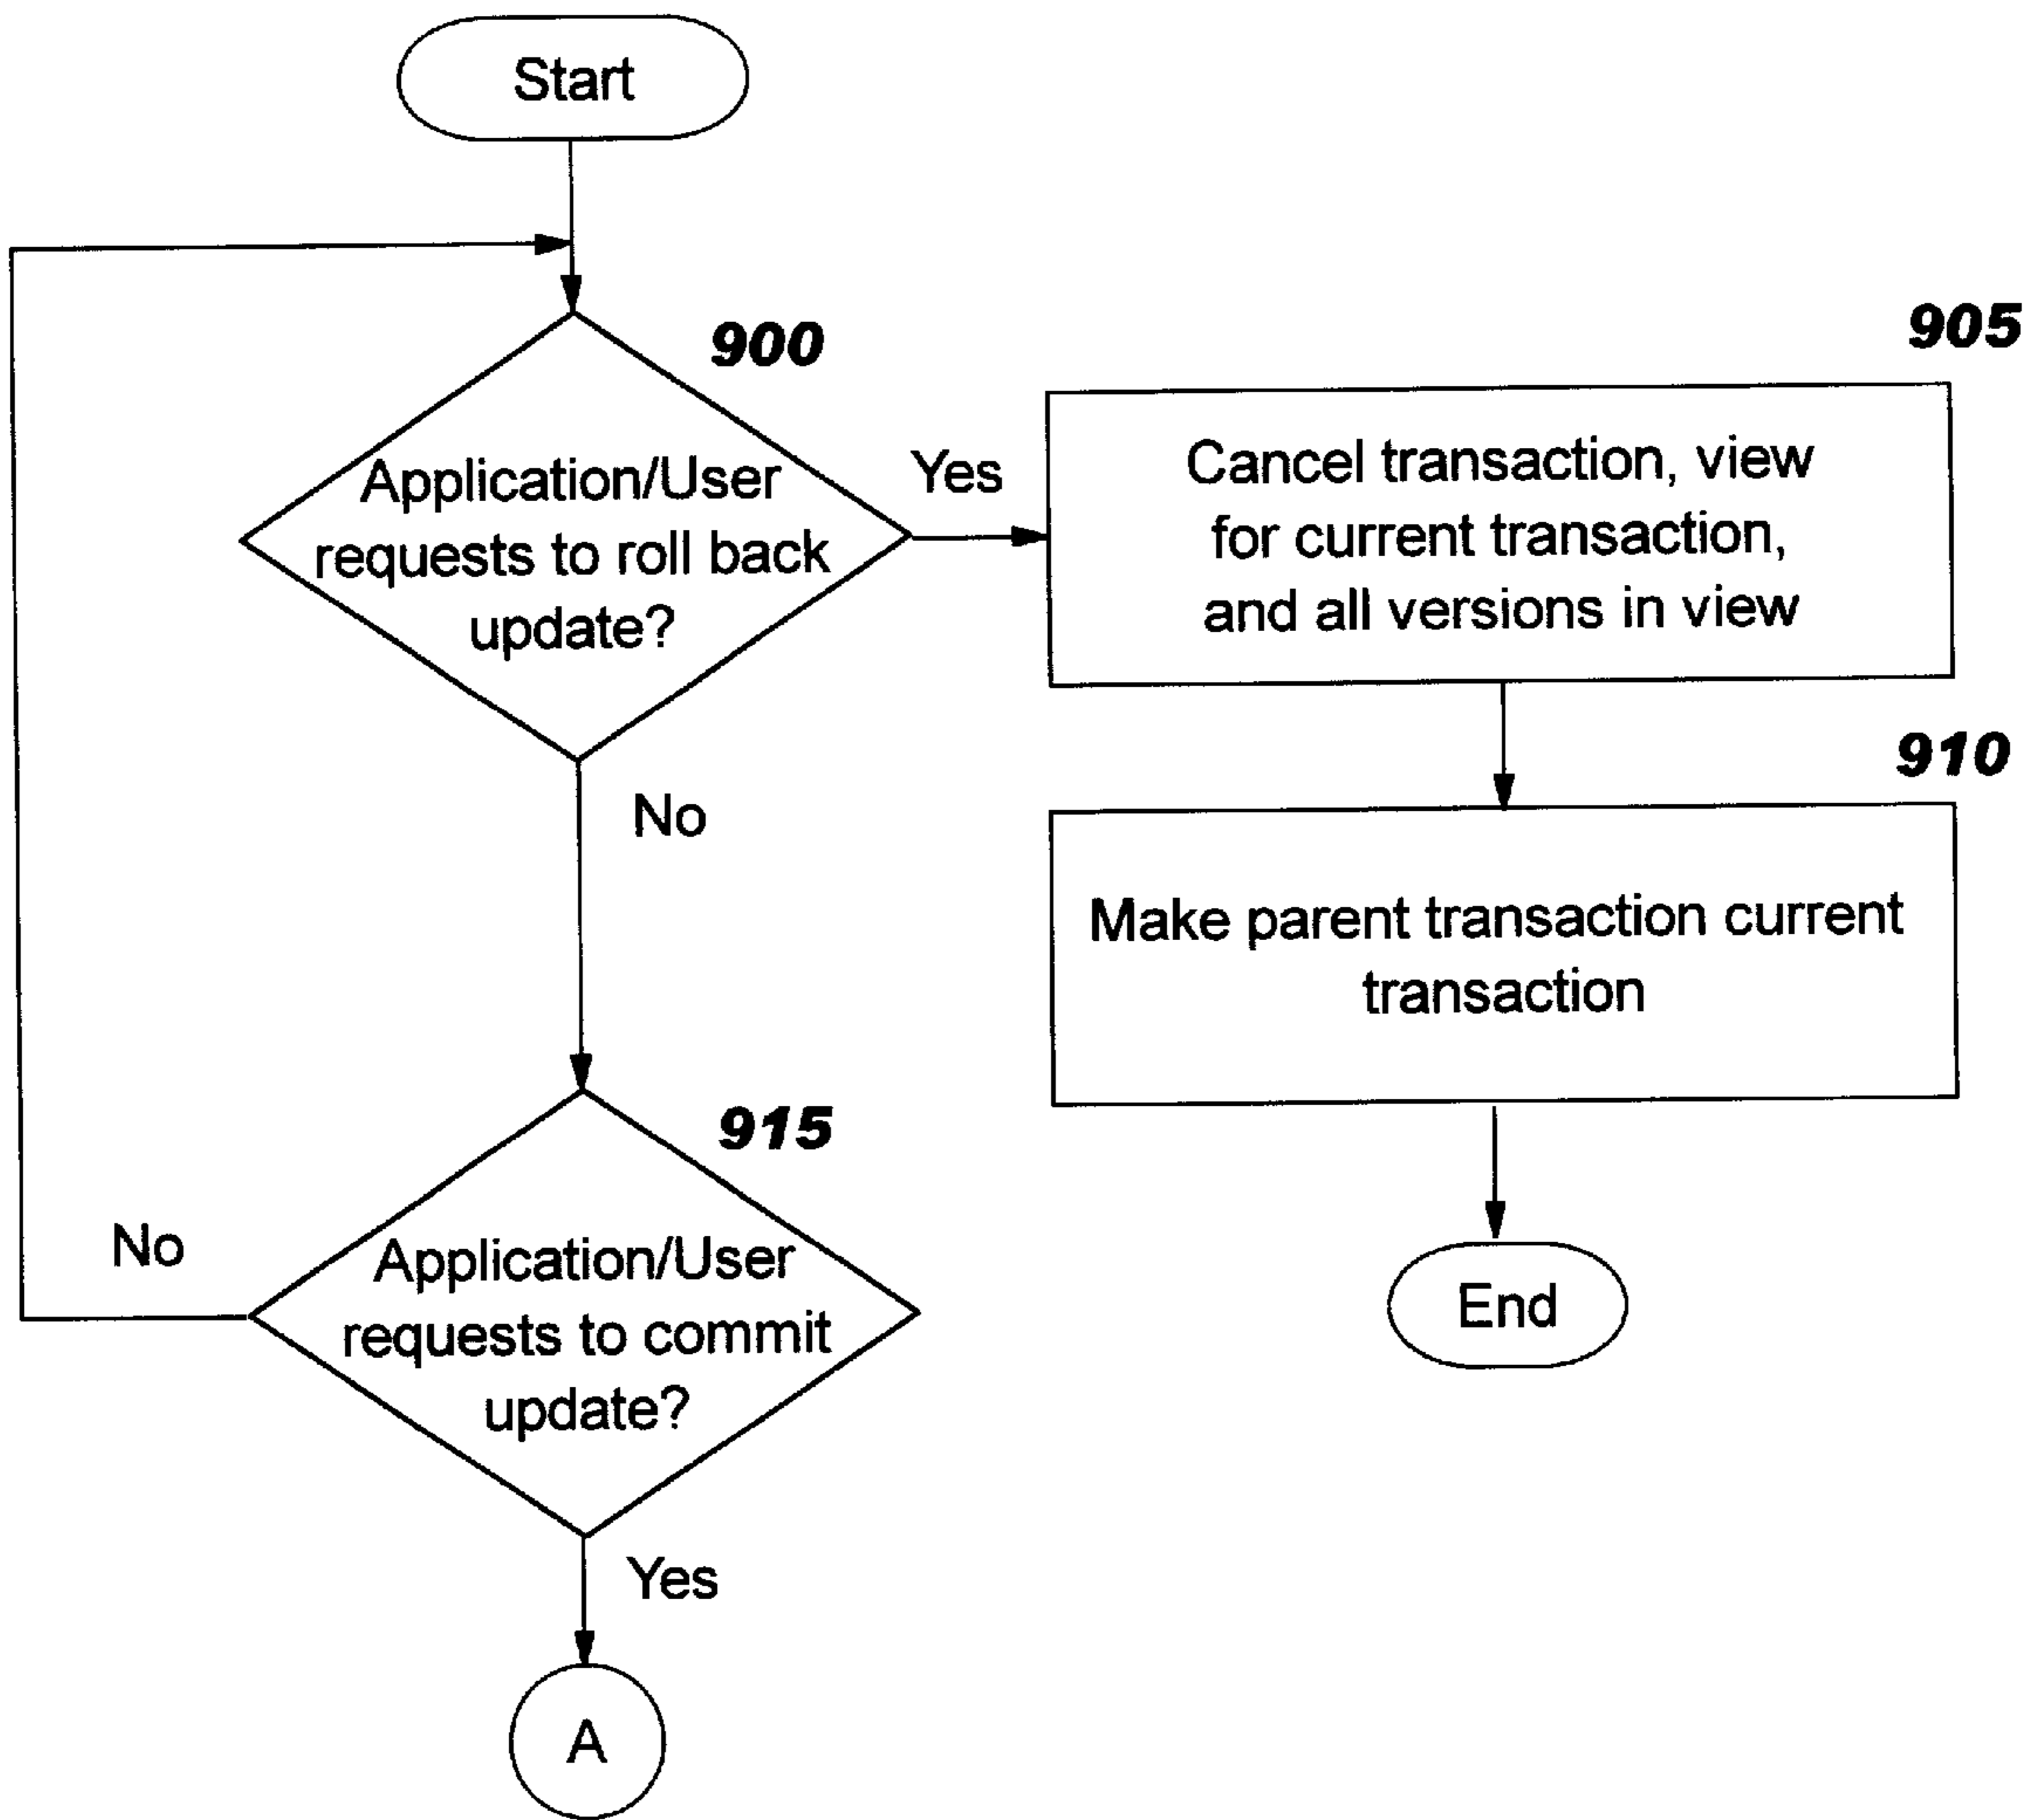 Start
900
Application/User
requests to roll back
update?
Yes
905
Cancel transaction, view
for current transaction,
and all versions in view
No
910
Make parent transaction current
transaction
915
No
Application/User
requests to commit
update?
End
Yes
A